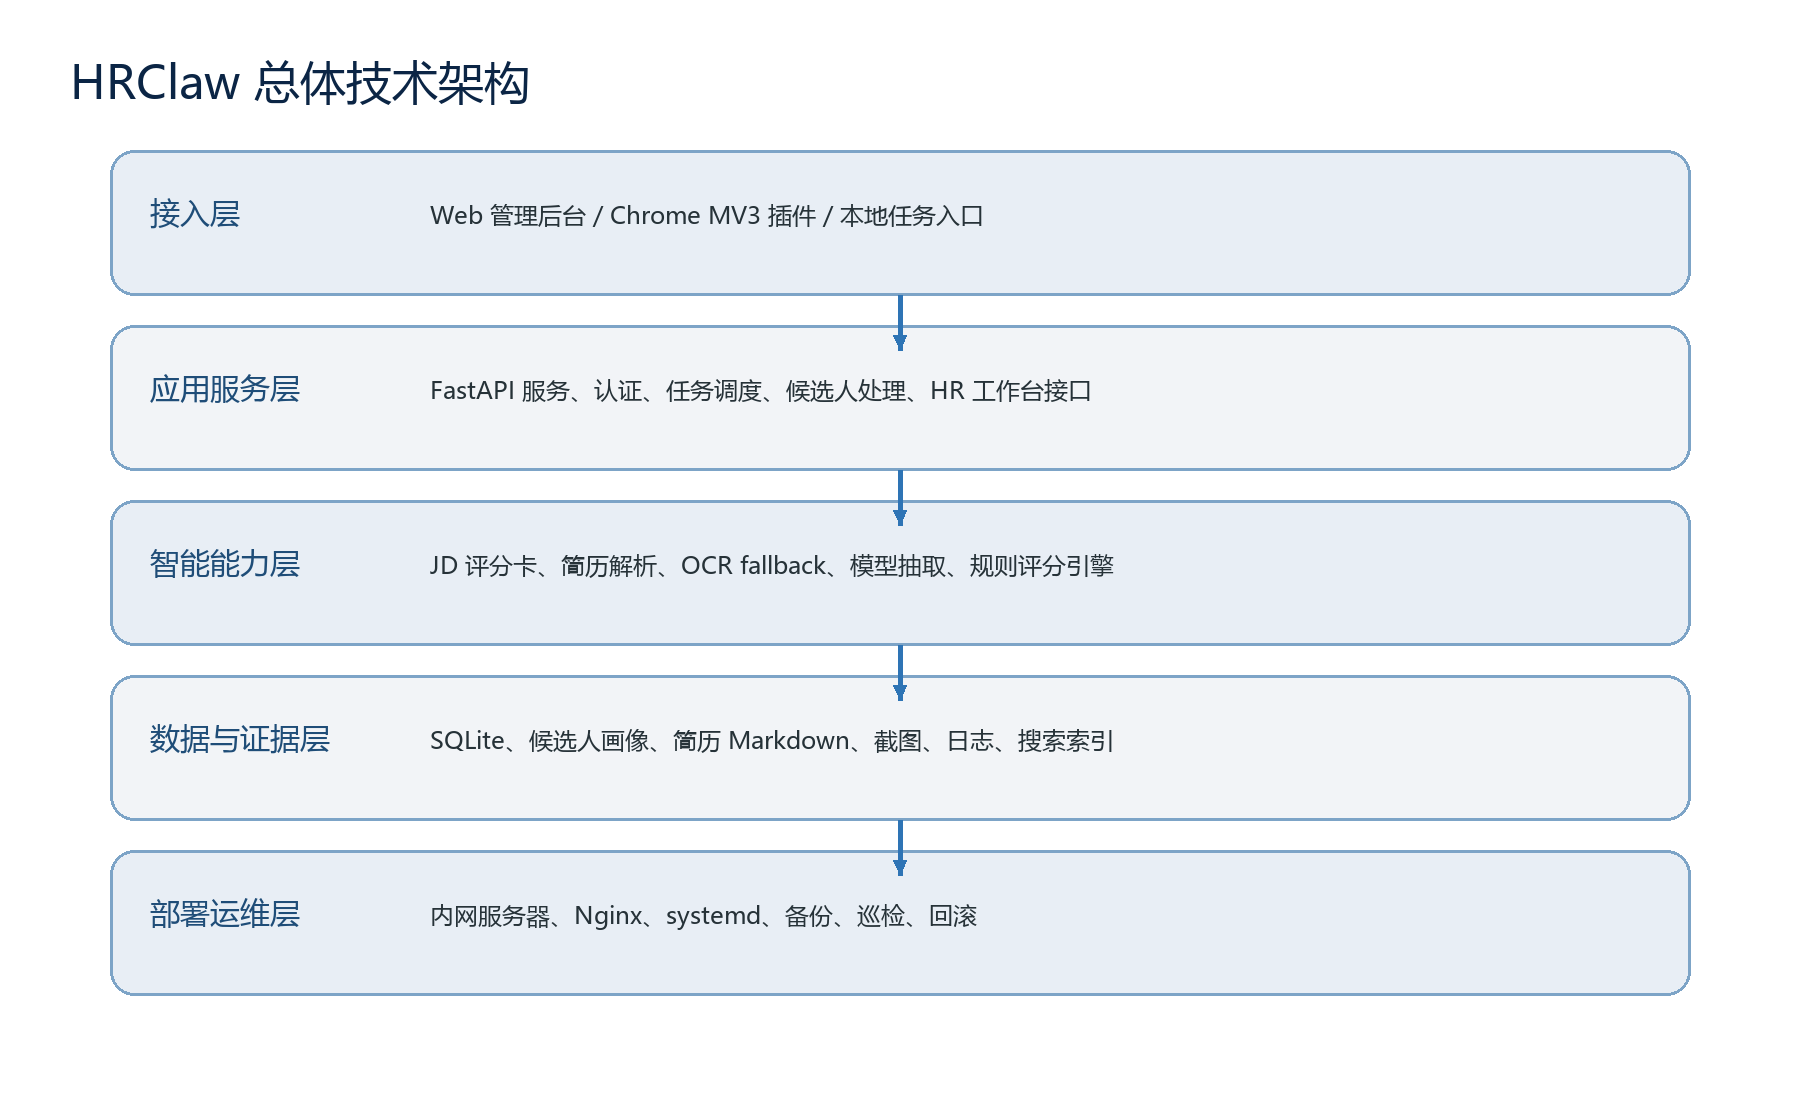 HRClaw 总体技术架构
接入层
Web 管理后台 / Chrome MV3 插件 / 本地任务入口
应用服务层
FastAPI 服务、认证、任务调度、候选人处理、HR 工作台接口
智能能力层
JD 评分卡、简历解析、OCR fallback、模型抽取、规则评分引擎
数据与证据层
SQLite、候选人画像、简历 Markdown、截图、日志、搜索索引
部署运维层
内网服务器、Nginx、systemd、备份、巡检、回滚